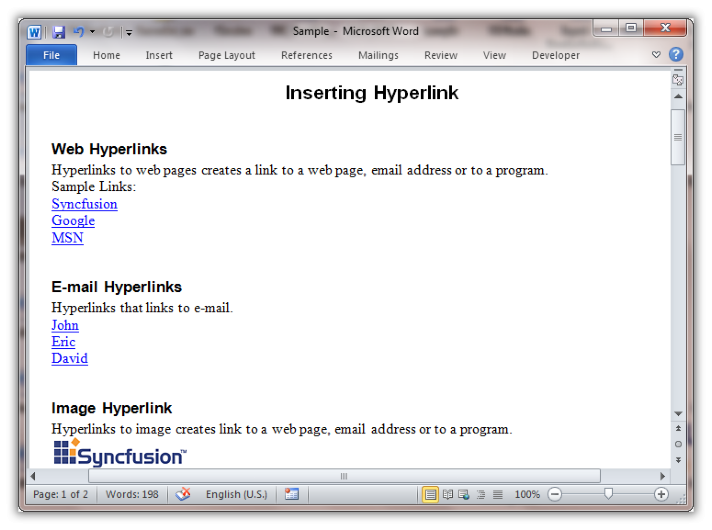 Sample - Microsoft Word
File Home Insert Page Layout References Mailings Review View Developer
Inserting Hyperlink
Web Hyperlinks
Hyperlinks to web pages creates a link to a web page, email address or to a program.
Sample Links:
Syncfusion
Google
MSN
E-mail Hyperlinks
Hyperlinks that links to e-mail.
John
Eric
David
Image Hyperlink
Hyperlinks to image creates link to a web page, email address or to a program.
Syncfusion™
Page: 1 of 2 Words: 198 English (U.S.) 100%